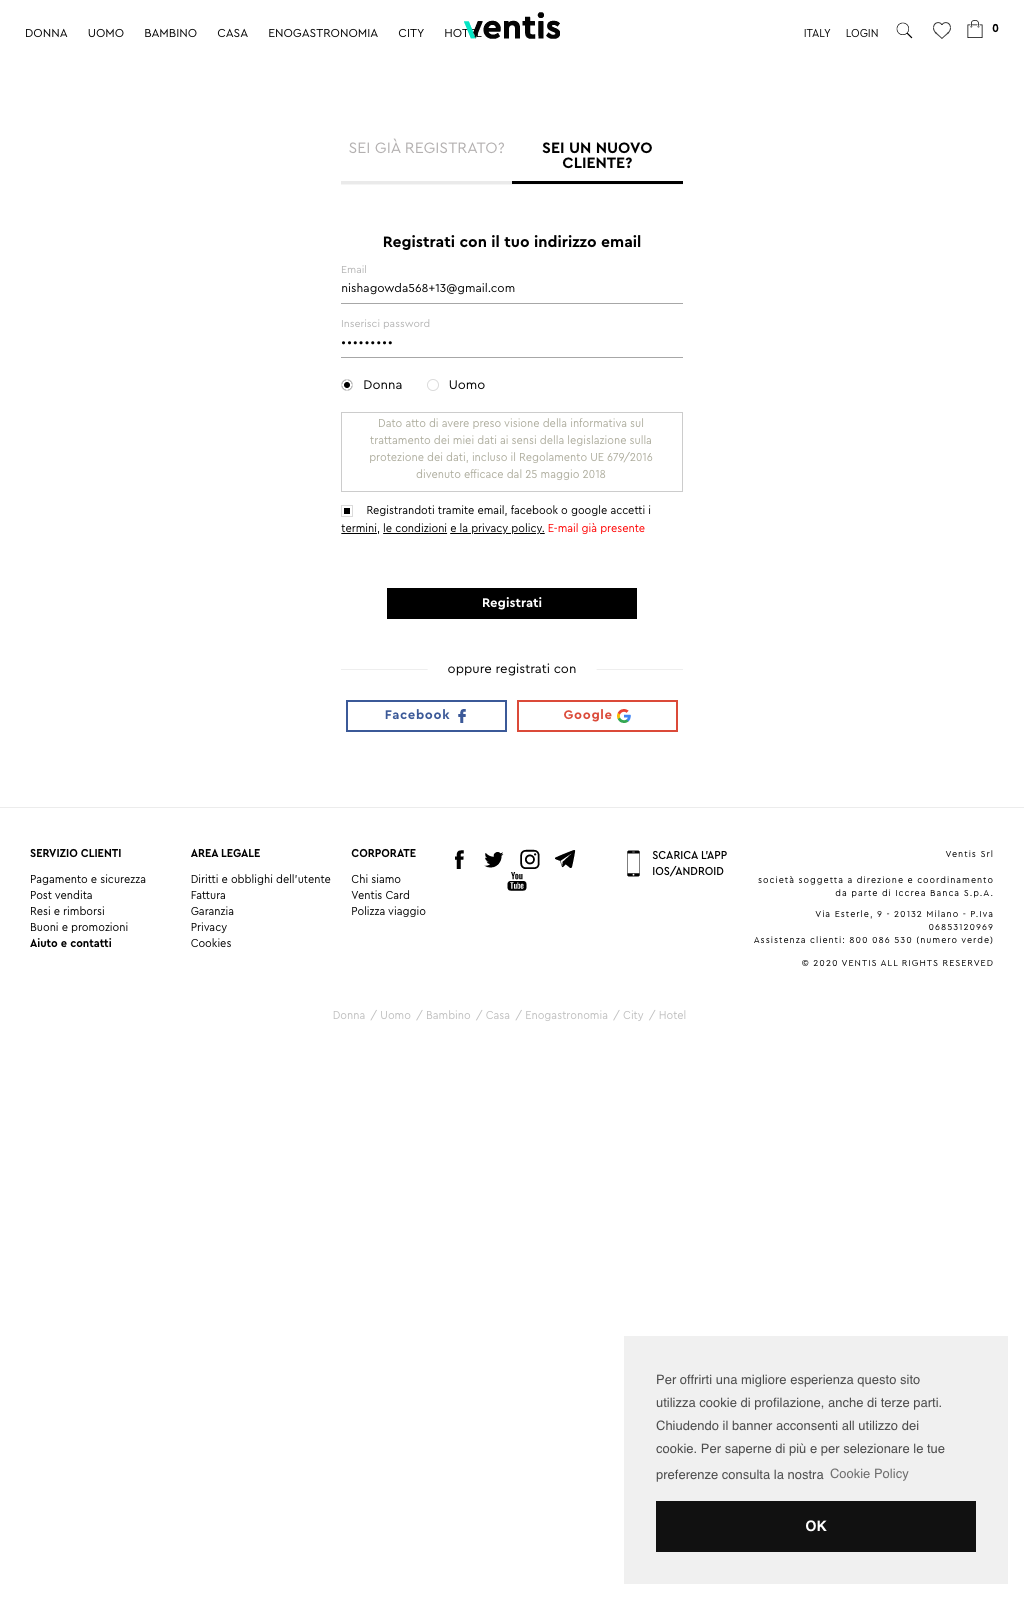 DONNA UOMO BAMBINO CASA ENOGASTRONOMIA CITY HOTEL ventis ITALY LOGIN 0
SEI GIÀ REGISTRATO?
SEI UN NUOVO
CLIENTE?
Registrati con il tuo indirizzo email
Email
nishagowda568+13@gmail.com
Inserisci password
•••••••••
Donna Uomo
Dato atto di avere preso visione della informativa sul
trattamento dei miei dati ai sensi della legislazione sulla
protezione dei dati, incluso il Regolamento UE 679/2016
divenuto efficace dal 25 maggio 2018
Registrandoti tramite email, facebook o google accetti i
termini, le condizioni e la privacy policy. E-mail già presente
Registrati
oppure registrati con
Facebook Google
SERVIZIO CLIENTI
Pagamento e sicurezza
Post vendita
Resi e rimborsi
Buoni e promozioni
Aiuto e contatti
AREA LEGALE
Diritti e obblighi dell'utente
Fattura
Garanzia
Privacy
Cookies
CORPORATE
Chi siamo
Ventis Card
Polizza viaggio
You
Tube
SCARICA L'APP
IOS/ANDROID
Ventis Srl
società soggetta a direzione e coordinamento
da parte di Iccrea Banca S.p.A.
Via Esterle, 9 - 20132 Milano - P.Iva
06853120969
Assistenza clienti: 800 086 530 (numero verde)
© 2020 VENTIS ALL RIGHTS RESERVED
Donna / Uomo / Bambino / Casa / Enogastronomia / City / Hotel
Per offrirti una migliore esperienza questo sito
utilizza cookie di profilazione, anche di terze parti.
Chiudendo il banner acconsenti all utilizzo dei
cookie. Per saperne di più e per selezionare le tue
preferenze consulta la nostra Cookie Policy
OK